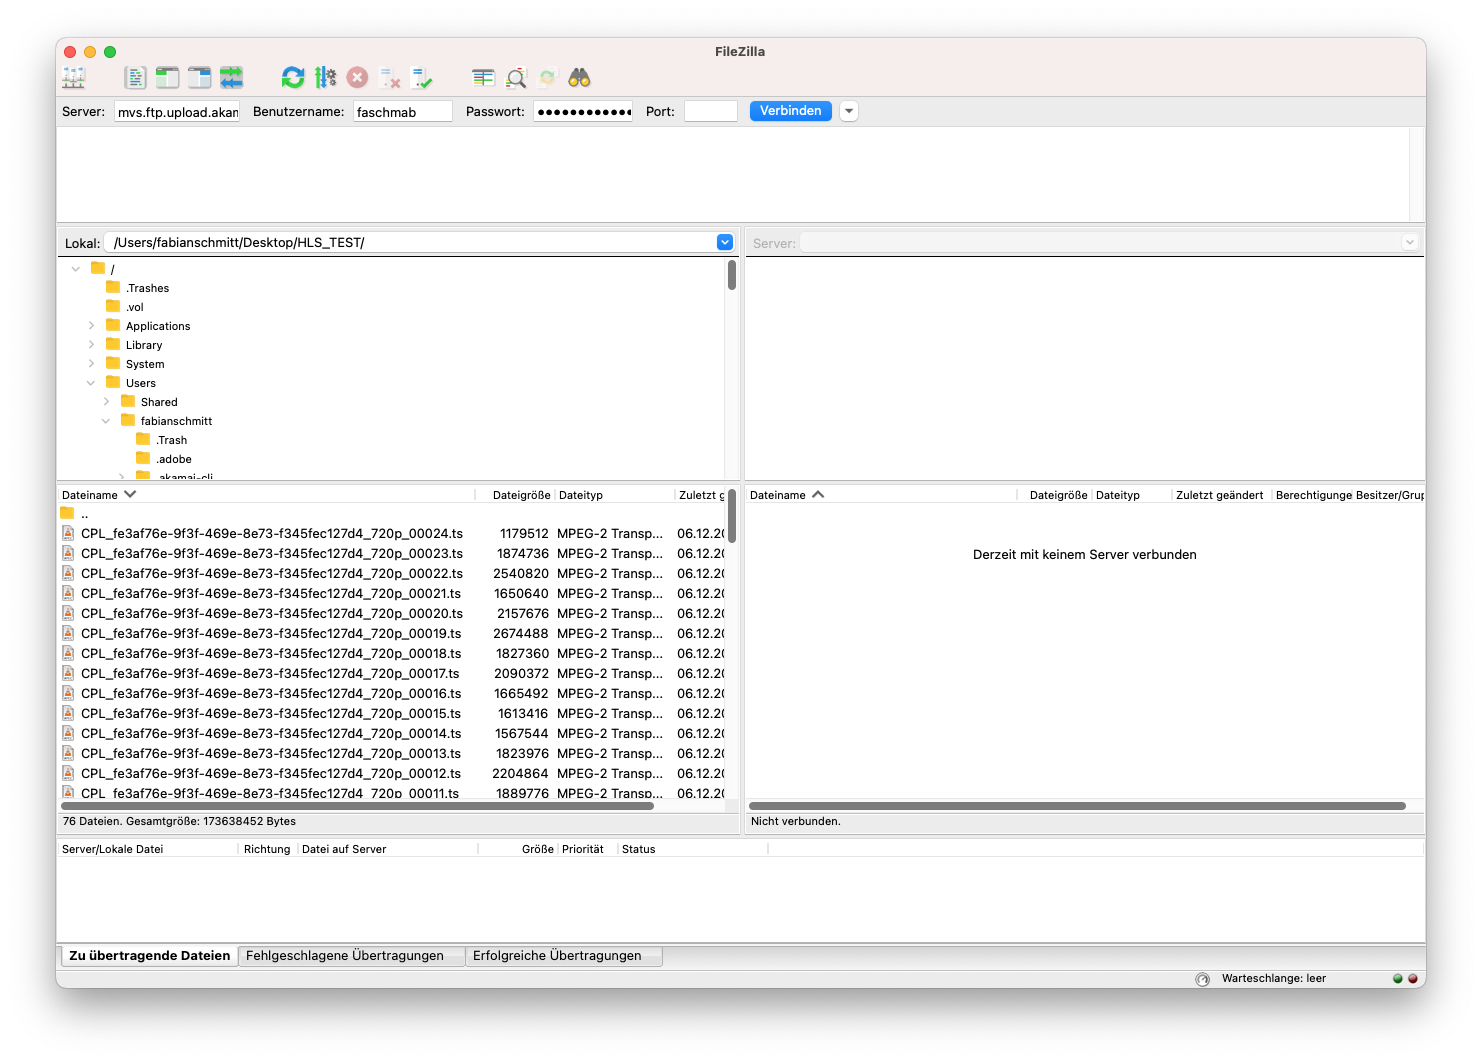 FileZilla
Server: mvs.ftp.upload.akan Benutzername: faschmab Passwort: ●●●●●●●●●●●● Port: Verbinden
Lokal: /Users/fabianschmitt/Desktop/HLS_TEST/
Server:
/
.Trashes
.vol
Applications
Library
System
Users
Shared
fabianschmitt
.Trash
.adobe
.akamai-cli
Dateiname Dateigröße Dateityp Zuletzt g
..
CPL_fe3af76e-9f3f-469e-8e73-f345fec127d4_720p_00024.ts 1179512 MPEG-2 Transp... 06.12.20
CPL_fe3af76e-9f3f-469e-8e73-f345fec127d4_720p_00023.ts 1874736 MPEG-2 Transp... 06.12.20
CPL_fe3af76e-9f3f-469e-8e73-f345fec127d4_720p_00022.ts 2540820 MPEG-2 Transp... 06.12.20
CPL_fe3af76e-9f3f-469e-8e73-f345fec127d4_720p_00021.ts 1650640 MPEG-2 Transp... 06.12.20
CPL_fe3af76e-9f3f-469e-8e73-f345fec127d4_720p_00020.ts 2157676 MPEG-2 Transp... 06.12.20
CPL_fe3af76e-9f3f-469e-8e73-f345fec127d4_720p_00019.ts 2674488 MPEG-2 Transp... 06.12.20
CPL_fe3af76e-9f3f-469e-8e73-f345fec127d4_720p_00018.ts 1827360 MPEG-2 Transp... 06.12.20
CPL_fe3af76e-9f3f-469e-8e73-f345fec127d4_720p_00017.ts 2090372 MPEG-2 Transp... 06.12.20
CPL_fe3af76e-9f3f-469e-8e73-f345fec127d4_720p_00016.ts 1665492 MPEG-2 Transp... 06.12.20
CPL_fe3af76e-9f3f-469e-8e73-f345fec127d4_720p_00015.ts 1613416 MPEG-2 Transp... 06.12.20
CPL_fe3af76e-9f3f-469e-8e73-f345fec127d4_720p_00014.ts 1567544 MPEG-2 Transp... 06.12.20
CPL_fe3af76e-9f3f-469e-8e73-f345fec127d4_720p_00013.ts 1823976 MPEG-2 Transp... 06.12.20
CPL_fe3af76e-9f3f-469e-8e73-f345fec127d4_720p_00012.ts 2204864 MPEG-2 Transp... 06.12.20
CPL_fe3af76e-9f3f-469e-8e73-f345fec127d4_720p_00011.ts 1889776 MPEG-2 Transp... 06.12.20
76 Dateien. Gesamtgröße: 173638452 Bytes
Dateiname Dateigröße Dateityp Zuletzt geändert Berechtigunge Besitzer/Grup
Derzeit mit keinem Server verbunden
Nicht verbunden.
Server/Lokale Datei Richtung Datei auf Server Größe Priorität Status
Zu übertragende Dateien Fehlgeschlagene Übertragungen Erfolgreiche Übertragungen
Warteschlange: leer